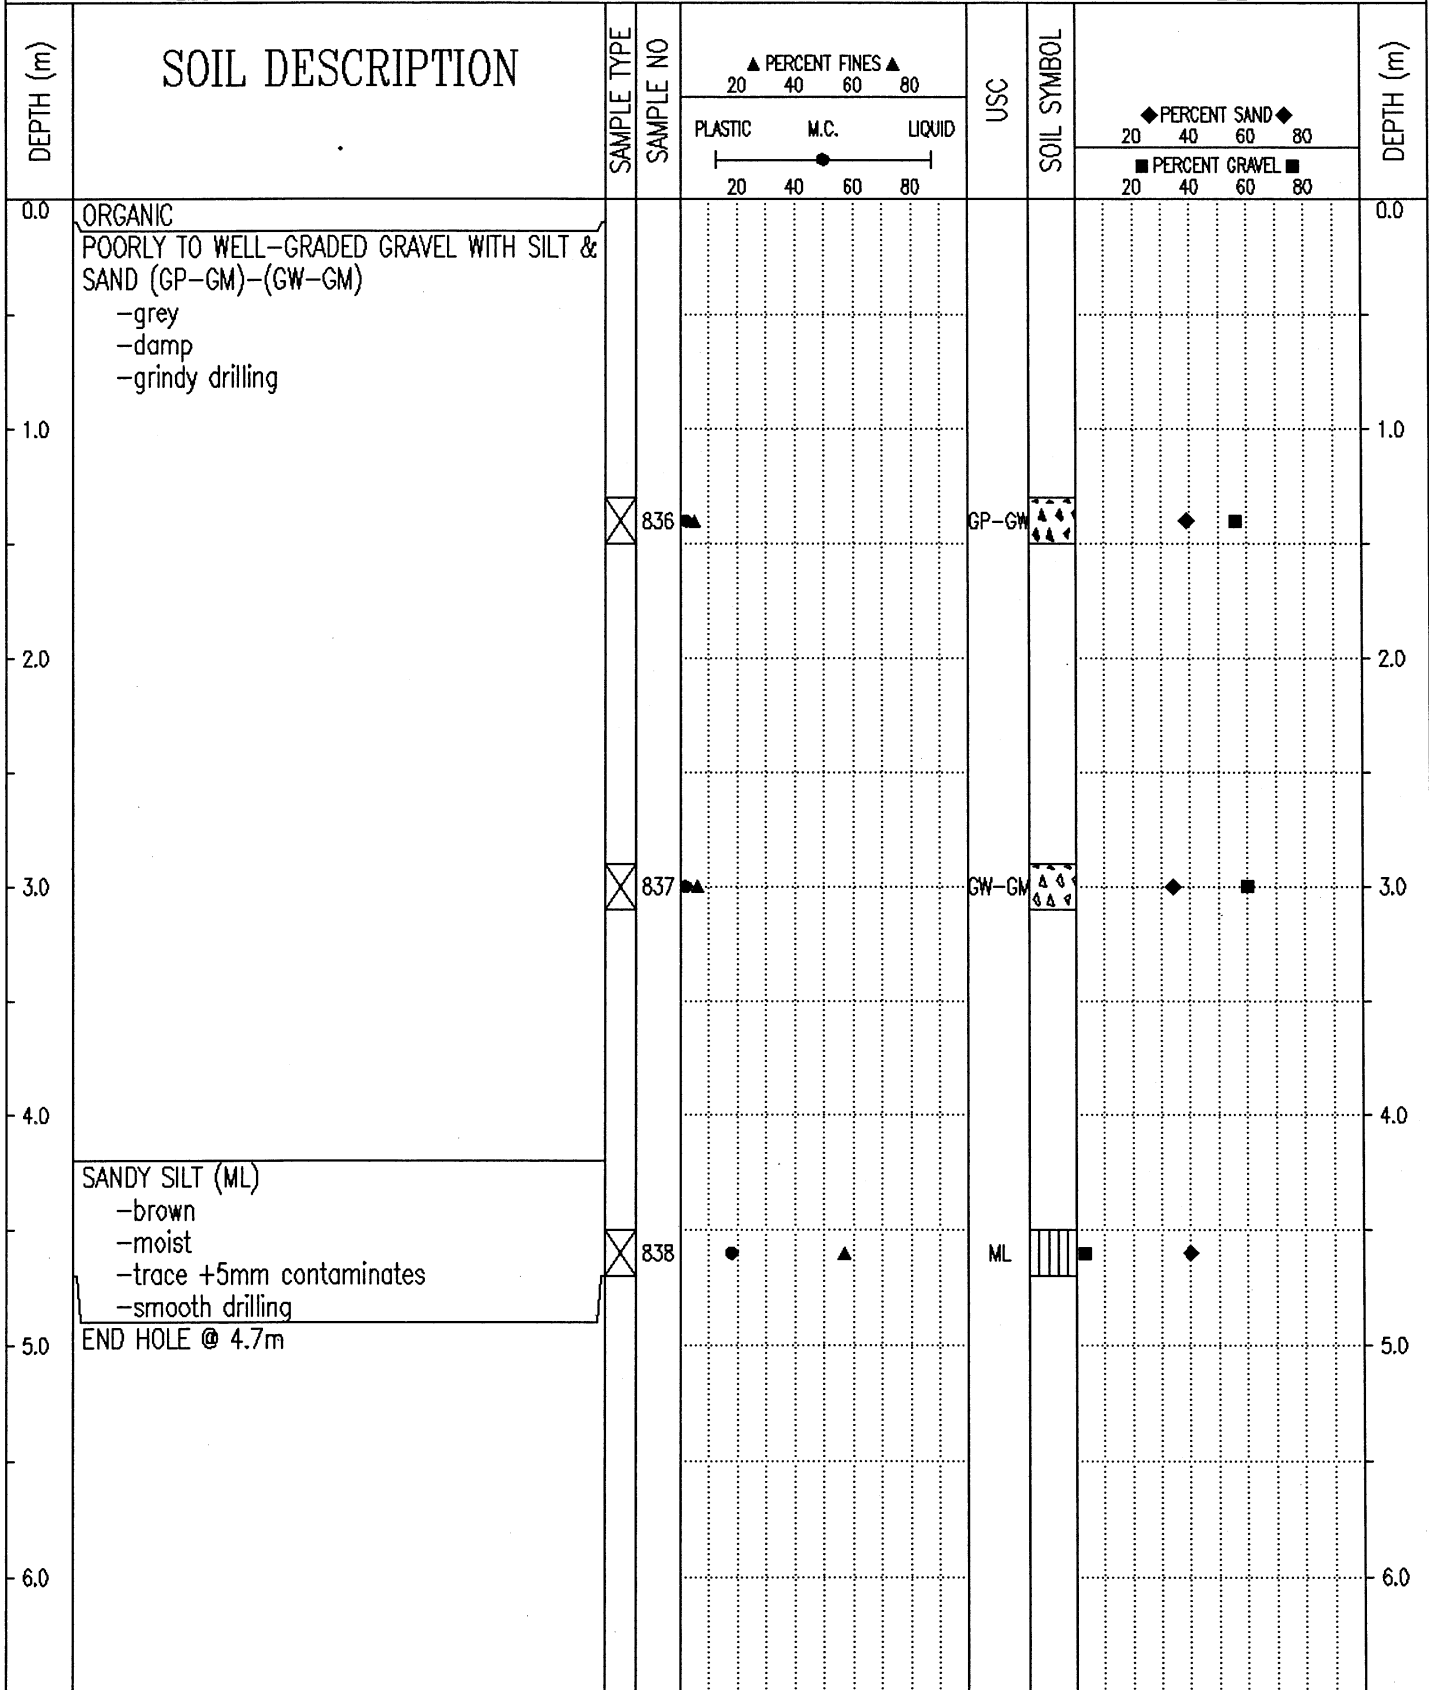 DEPTH (m)
SOIL DESCRIPTION
SAMPLE TYPE
SAMPLE NO
▲ PERCENT FINES ▲
20 40 60 80
PLASTIC M.C. LIQUID
20 40 60 80
USC
SOIL SYMBOL
◆ PERCENT SAND ◆
20 40 60 80
■ PERCENT GRAVEL ■
20 40 60 80
DEPTH (m)
0.0 ORGANIC 0.0
POORLY TO WELL-GRADED GRAVEL WITH SILT &
SAND (GP-GM)-(GW-GM)
-grey
-damp
-grindy drilling
1.0 1.0
836 GP-GW
2.0 2.0
3.0 837 GW-GM 3.0
4.0 4.0
SANDY SILT (ML)
-brown
-moist
838 ML
-trace +5mm contaminates
-smooth drilling
END HOLE @ 4.7m
5.0 5.0
6.0 6.0